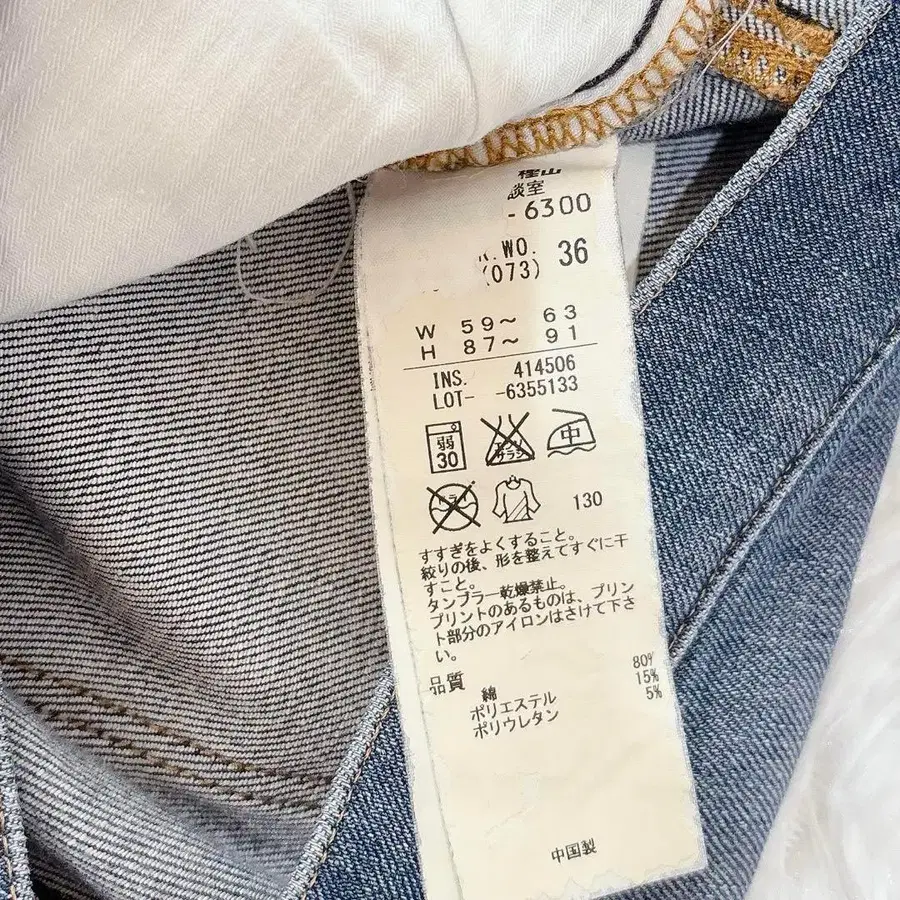 談室
-6300
.WO. 36
(073)
W 59～ 63
H 87～ 91
INS. 414506
LOT- -6355133
弱
30
中
130
すすぎをよくすること。
絞りの後、形を整えてすぐに干
すこと。
タンブラー乾燥禁止。
プリントのあるものは、プリン
ト部分のアイロンはさけて下さ
い。
品質 綿 80%
ポリエステル 15%
ポリウレタン 5%
中国製